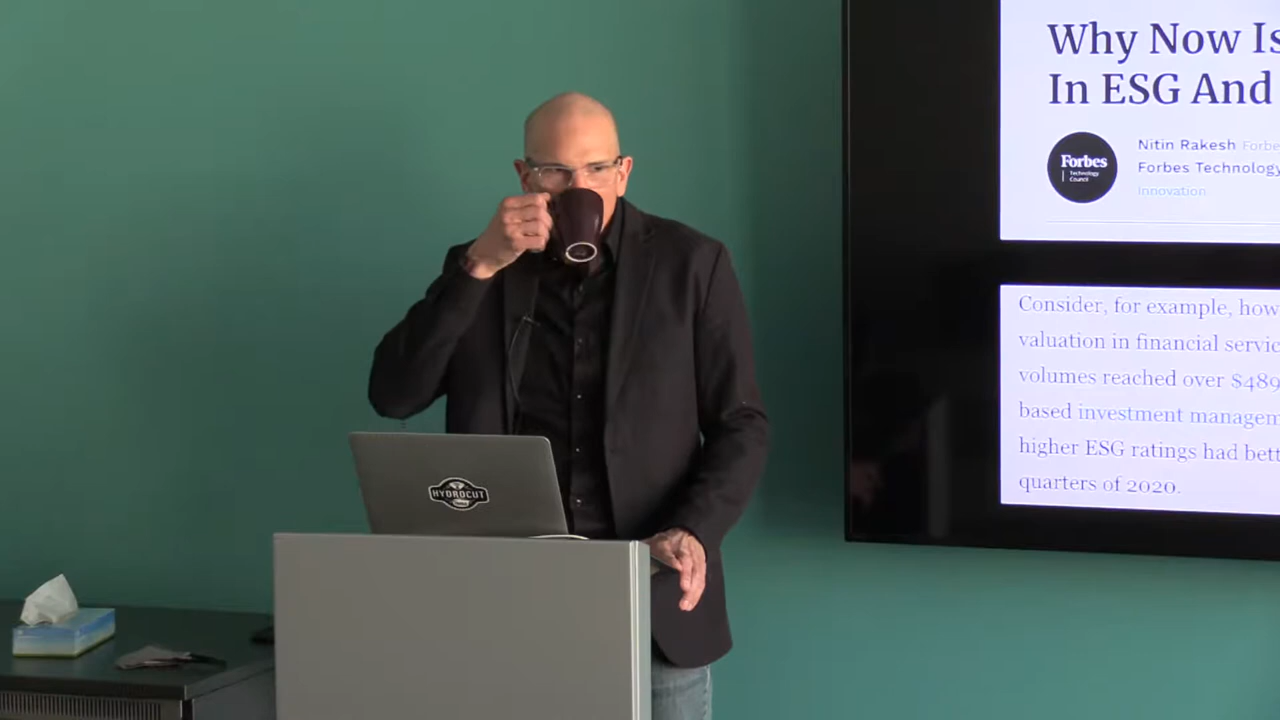 HYDROCUT
Why Now Is
In ESG And
Forbes
Technology
Council
Nitin Rakesh Forbe
Forbes Technology
Innovation
Consider, for example, how
valuation in financial servic
volumes reached over $489
based investment managem
higher ESG ratings had bett
quarters of 2020.